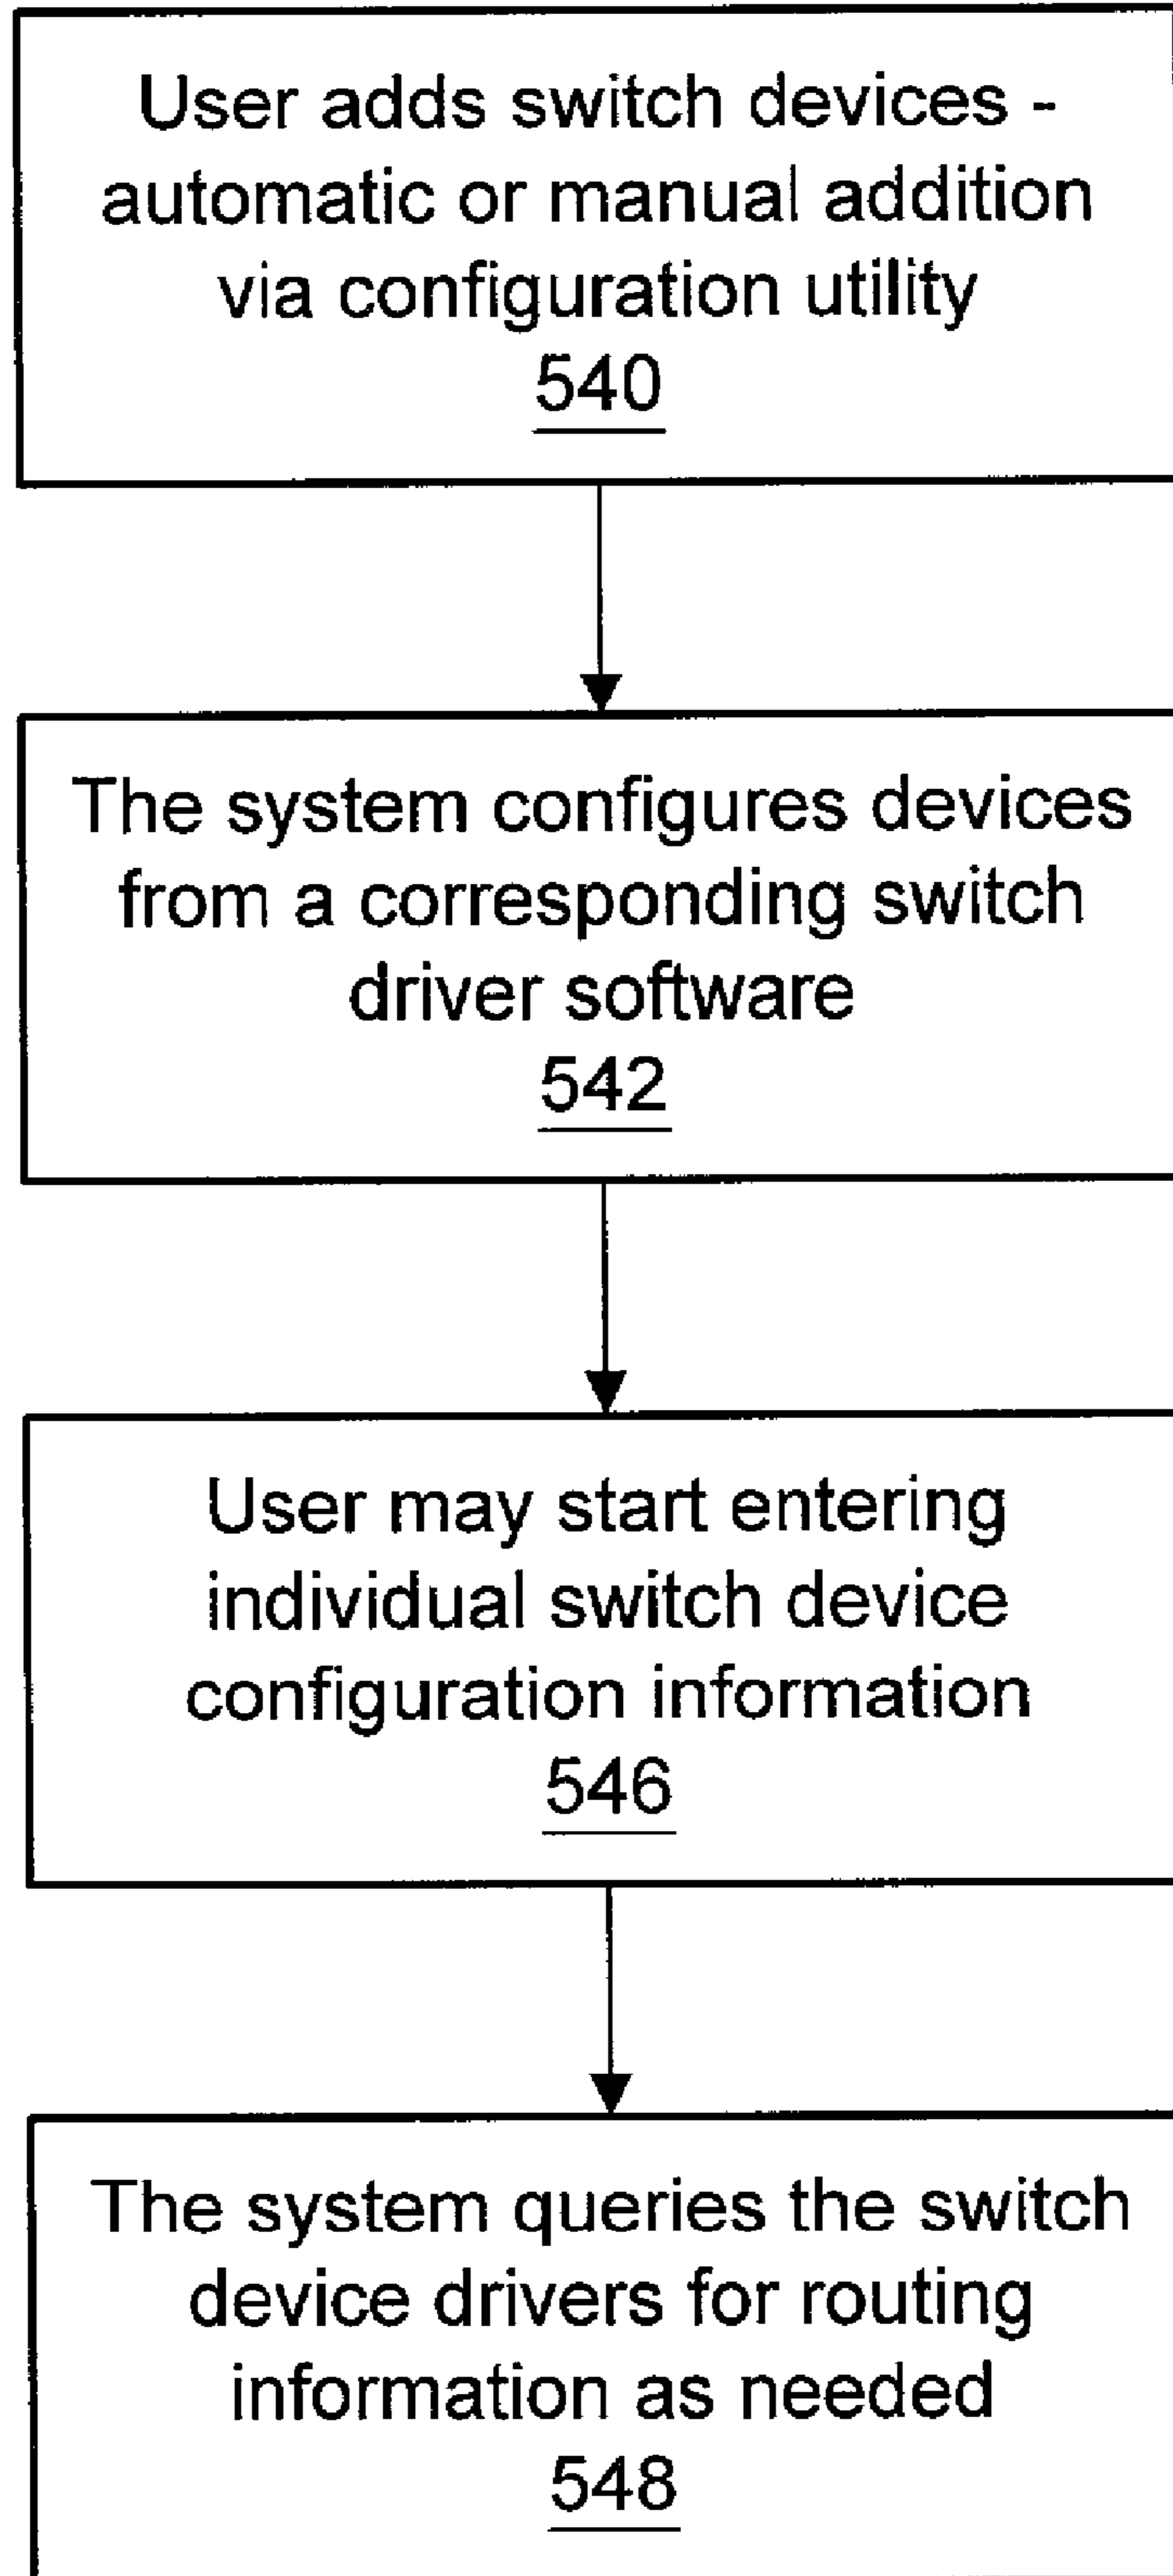 User adds switch devices -
automatic or manual addition
via configuration utility
540
The system configures devices
from a corresponding switch
driver software
542
User may start entering
individual switch device
configuration information
546
The system queries the switch
device drivers for routing
information as needed
548